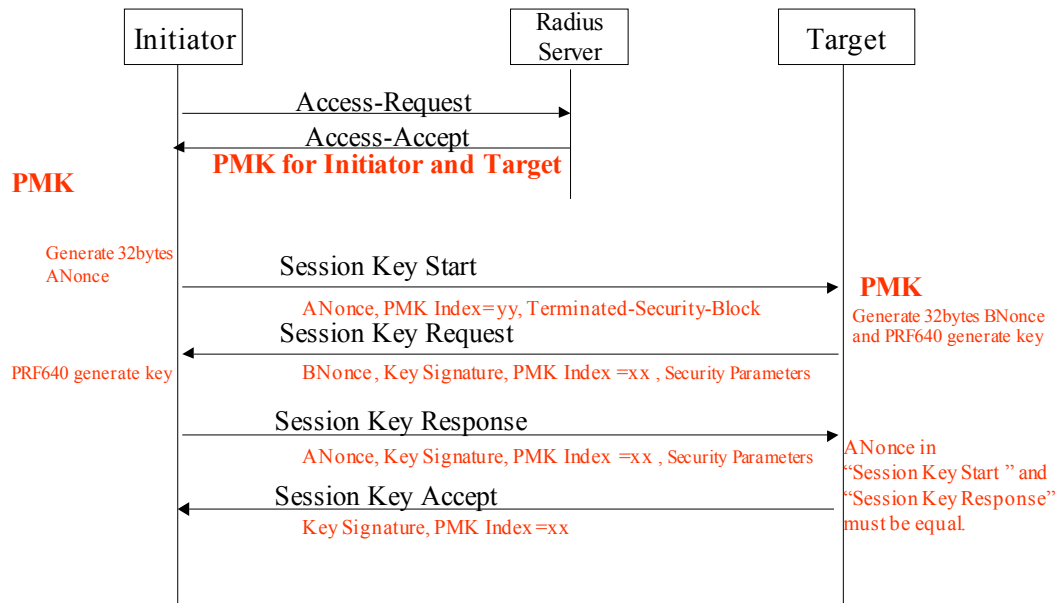 Initiator
Radius
Server
Target
Access-Request
Access-Accept
PMK for Initiator and Target
PMK
Generate 32bytes
ANonce
Session Key Start
ANonce, PMK Index=yy, Terminated-Security-Block
PMK
Generate 32bytes BNonce
and PRF640 generate key
Session Key Request
BNonce, Key Signature, PMK Index =xx , Security Parameters
PRF640 generate key
Session Key Response
ANonce, Key Signature, PMK Index =xx , Security Parameters
ANonce in
“Session Key Start ” and
“Session Key Response”
must be equal.
Session Key Accept
Key Signature, PMK Index=xx